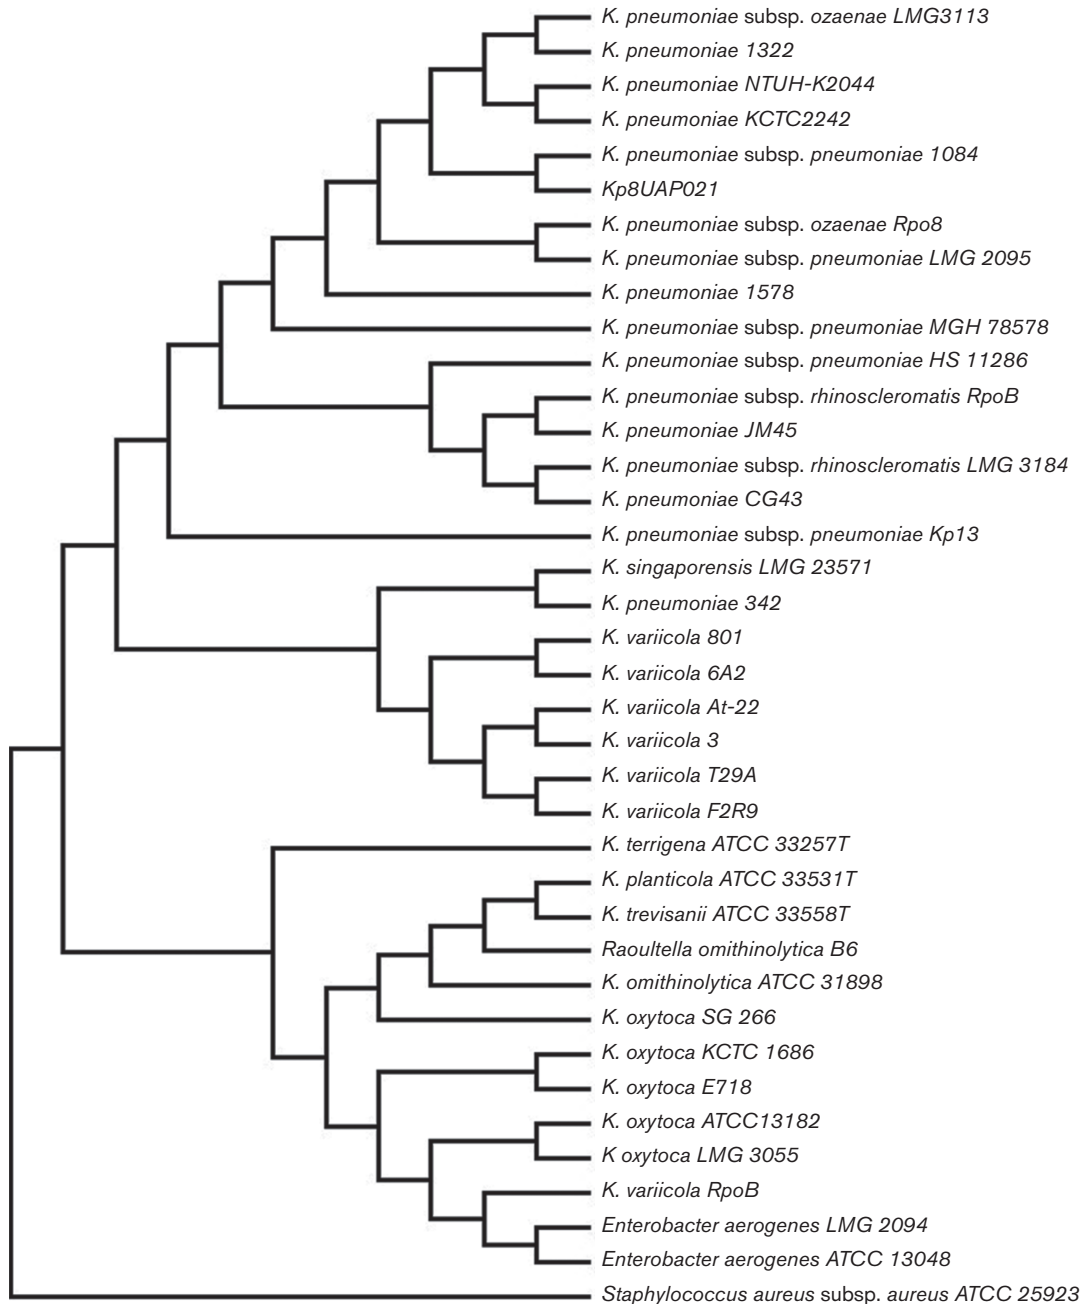 K. pneumoniae subsp. ozaenae LMG3113
K. pneumoniae 1322
K. pneumoniae NTUH-K2044
K. pneumoniae KCTC2242
K. pneumoniae subsp. pneumoniae 1084
Kp8UAP021
K. pneumoniae subsp. ozaenae Rpo8
K. pneumoniae subsp. pneumoniae LMG 2095
K. pneumoniae 1578
K. pneumoniae subsp. pneumoniae MGH 78578
K. pneumoniae subsp. pneumoniae HS 11286
K. pneumoniae subsp. rhinoscleromatis RpoB
K. pneumoniae JM45
K. pneumoniae subsp. rhinoscleromatis LMG 3184
K. pneumoniae CG43
K. pneumoniae subsp. pneumoniae Kp13
K. singaporensis LMG 23571
K. pneumoniae 342
K. variicola 801
K. variicola 6A2
K. variicola At-22
K. variicola 3
K. variicola T29A
K. variicola F2R9
K. terrigena ATCC 33257T
K. planticola ATCC 33531T
K. trevisanii ATCC 33558T
Raoultella omithinolytica B6
K. omithinolytica ATCC 31898
K. oxytoca SG 266
K. oxytoca KCTC 1686
K. oxytoca E718
K. oxytoca ATCC13182
K oxytoca LMG 3055
K. variicola RpoB
Enterobacter aerogenes LMG 2094
Enterobacter aerogenes ATCC 13048
Staphylococcus aureus subsp. aureus ATCC 25923